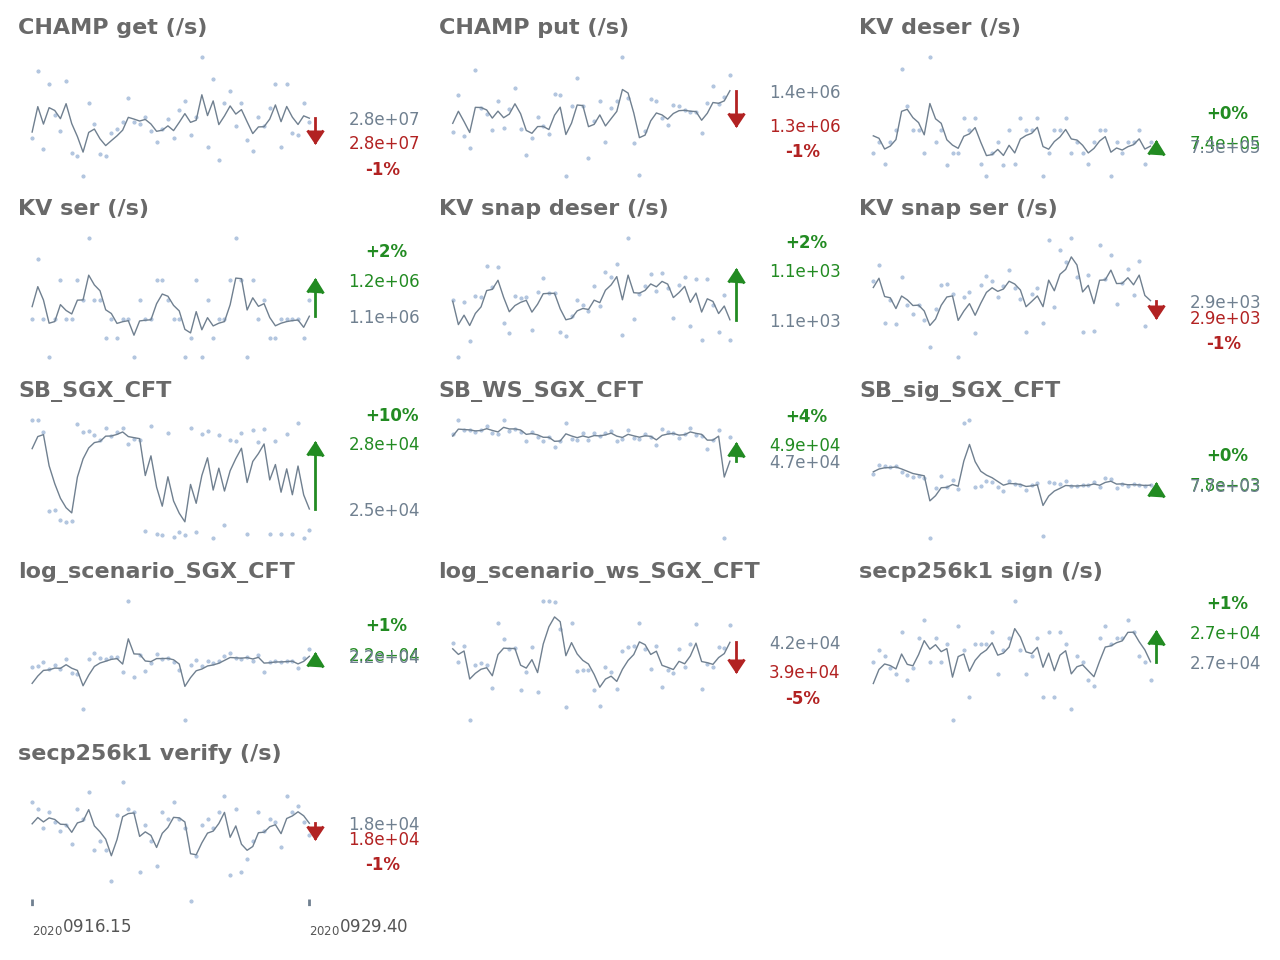 CHAMP get (/s)
2.8e+07
2.8e+07
-1%
CHAMP put (/s)
1.4e+06
1.3e+06
-1%
KV deser (/s)
+0%
7.4e+05
KV ser (/s)
+2%
1.2e+06
1.1e+06
KV snap deser (/s)
+2%
1.1e+03
1.1e+03
KV snap ser (/s)
2.9e+03
2.9e+03
-1%
SB_SGX_CFT
+10%
2.8e+04
2.5e+04
SB_WS_SGX_CFT
+4%
4.9e+04
4.7e+04
SB_sig_SGX_CFT
+0%
7.8e+03
log_scenario_SGX_CFT
+1%
2.2e+04
2.2e+04
log_scenario_ws_SGX_CFT
4.2e+04
3.9e+04
-5%
secp256k1 sign (/s)
+1%
2.7e+04
2.7e+04
secp256k1 verify (/s)
1.8e+04
1.8e+04
-1%
20200916.15
20200929.40